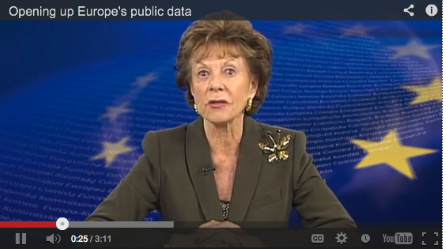 Opening up Europe's public data
0:25 / 3:11
CC
YouTube